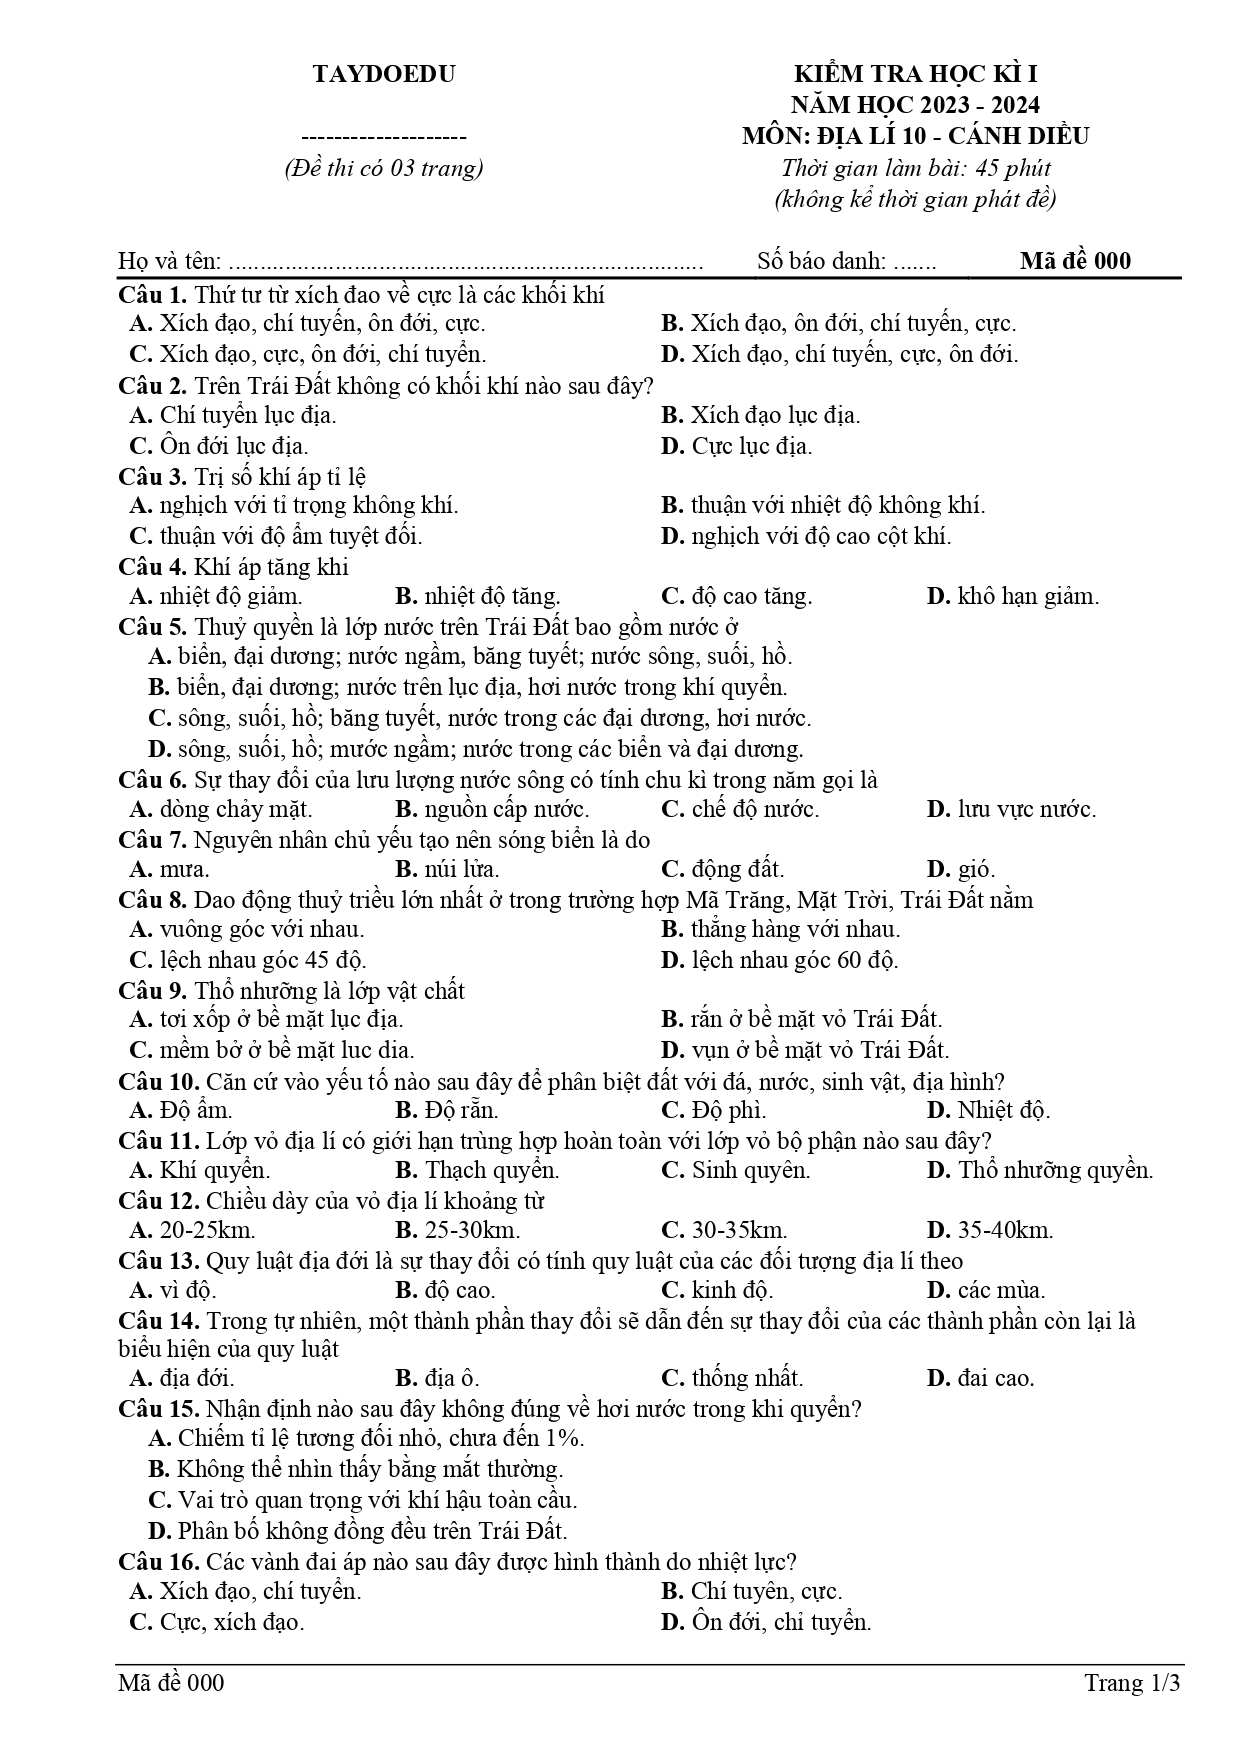 TAYDOEDU
KIỂM TRA HỌC KÌ I
NĂM HỌC 2023 - 2024
--------------------
MÔN: ĐỊA LÍ 10 - CÁNH DIỀU
(Đề thi có 03 trang)
Thời gian làm bài: 45 phút
(không kể thời gian phát đề)
Họ và tên: ............................................................................ Số báo danh: ....... Mã đề 000
Câu 1. Thứ tư từ xích đao về cực là các khối khí
A. Xích đạo, chí tuyến, ôn đới, cực. B. Xích đạo, ôn đới, chí tuyến, cực.
C. Xích đạo, cực, ôn đới, chí tuyển. D. Xích đạo, chí tuyến, cực, ôn đới.
Câu 2. Trên Trái Đất không có khối khí nào sau đây?
A. Chí tuyển lục địa. B. Xích đạo lục địa.
C. Ôn đới lục địa. D. Cực lục địa.
Câu 3. Trị số khí áp tỉ lệ
A. nghịch với tỉ trọng không khí. B. thuận với nhiệt độ không khí.
C. thuận với độ ẩm tuyệt đối. D. nghịch với độ cao cột khí.
Câu 4. Khí áp tăng khi
A. nhiệt độ giảm. B. nhiệt độ tăng. C. độ cao tăng. D. khô hạn giảm.
Câu 5. Thuỷ quyền là lớp nước trên Trái Đất bao gồm nước ở
A. biển, đại dương; nước ngầm, băng tuyết; nước sông, suối, hồ.
B. biển, đại dương; nước trên lục địa, hơi nước trong khí quyển.
C. sông, suối, hồ; băng tuyết, nước trong các đại dương, hơi nước.
D. sông, suối, hồ; mước ngầm; nước trong các biển và đại dương.
Câu 6. Sự thay đổi của lưu lượng nước sông có tính chu kì trong năm gọi là
A. dòng chảy mặt. B. nguồn cấp nước. C. chế độ nước. D. lưu vực nước.
Câu 7. Nguyên nhân chủ yếu tạo nên sóng biển là do
A. mưa. B. núi lửa. C. động đất. D. gió.
Câu 8. Dao động thuỷ triều lớn nhất ở trong trường hợp Mã Trăng, Mặt Trời, Trái Đất nằm
A. vuông góc với nhau. B. thẳng hàng với nhau.
C. lệch nhau góc 45 độ. D. lệch nhau góc 60 độ.
Câu 9. Thổ nhưỡng là lớp vật chất
A. tơi xốp ở bề mặt lục địa. B. rắn ở bề mặt vỏ Trái Đất.
C. mềm bở ở bề mặt luc dia. D. vụn ở bề mặt vỏ Trái Đất.
Câu 10. Căn cứ vào yếu tố nào sau đây để phân biệt đất với đá, nước, sinh vật, địa hình?
A. Độ ẩm. B. Độ rắn. C. Độ phì. D. Nhiệt độ.
Câu 11. Lớp vỏ địa lí có giới hạn trùng hợp hoàn toàn với lớp vỏ bộ phận nào sau đây?
A. Khí quyển. B. Thạch quyển. C. Sinh quyên. D. Thổ nhưỡng quyền.
Câu 12. Chiều dày của vỏ địa lí khoảng từ
A. 20-25km. B. 25-30km. C. 30-35km. D. 35-40km.
Câu 13. Quy luật địa đới là sự thay đổi có tính quy luật của các đối tượng địa lí theo
A. vì độ. B. độ cao. C. kinh độ. D. các mùa.
Câu 14. Trong tự nhiên, một thành phần thay đổi sẽ dẫn đến sự thay đổi của các thành phần còn lại là
biểu hiện của quy luật
A. địa đới. B. địa ô. C. thống nhất. D. đai cao.
Câu 15. Nhận định nào sau đây không đúng về hơi nước trong khi quyển?
A. Chiếm tỉ lệ tương đối nhỏ, chưa đến 1%.
B. Không thể nhìn thấy bằng mắt thường.
C. Vai trò quan trọng với khí hậu toàn cầu.
D. Phân bố không đồng đều trên Trái Đất.
Câu 16. Các vành đai áp nào sau đây được hình thành do nhiệt lực?
A. Xích đạo, chí tuyển. B. Chí tuyên, cực.
C. Cực, xích đạo. D. Ôn đới, chỉ tuyển.
Mã đề 000 Trang 1/3